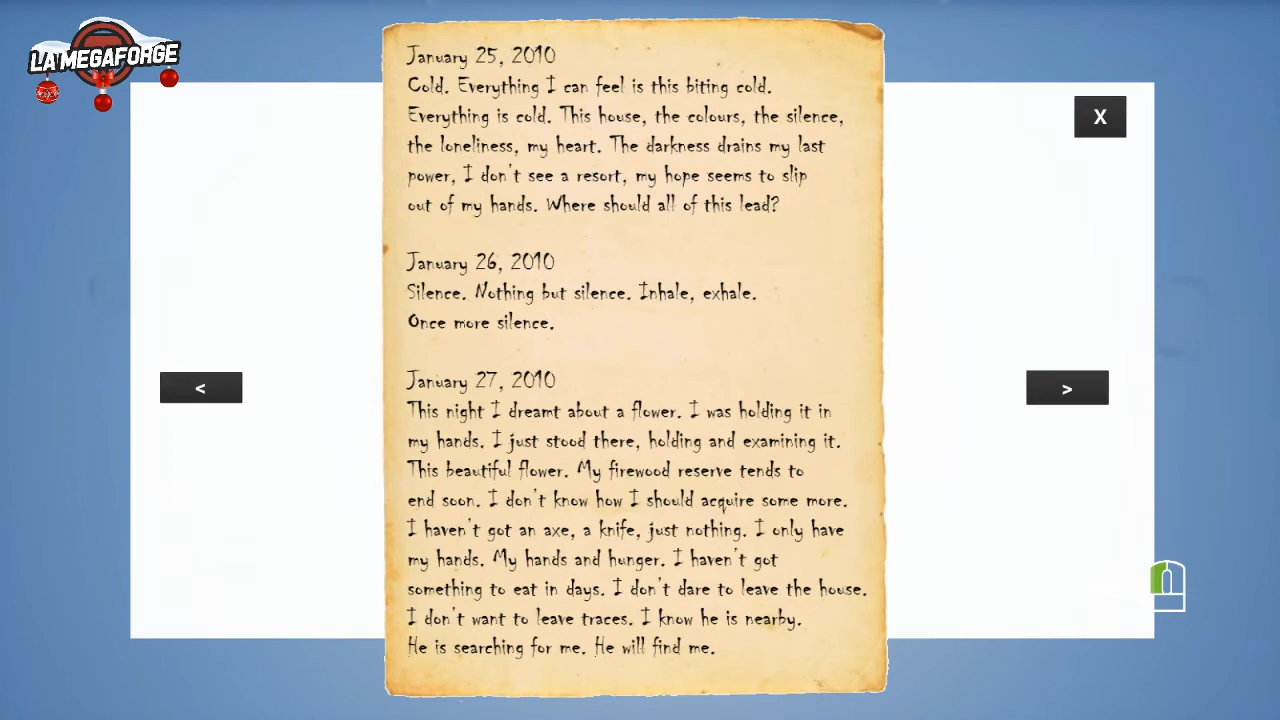 LA MEGAFORGE
January 25, 2010
Cold. Everything I can feel is this biting cold.
Everything is cold. This house, the colours, the silence,
the loneliness, my heart. The darkness drains my last
power, I don't see a resort, my hope seems to slip
out of my hands. Where should all of this lead?
January 26, 2010
Silence. Nothing but silence. Inhale, exhale.
Once more silence.
January 27, 2010
This night I dreamt about a flower. I was holding it in
my hands. I just stood there, holding and examining it.
This beautiful flower. My firewood reserve tends to
end soon. I don't know how I should acquire some more.
I haven't got an axe, a knife, just nothing. I only have
my hands. My hands and hunger. I haven't got
something to eat in days. I don't dare to leave the house.
I don't want to leave traces. I know he is nearby.
He is searching for me. He will find me.
X
<
>